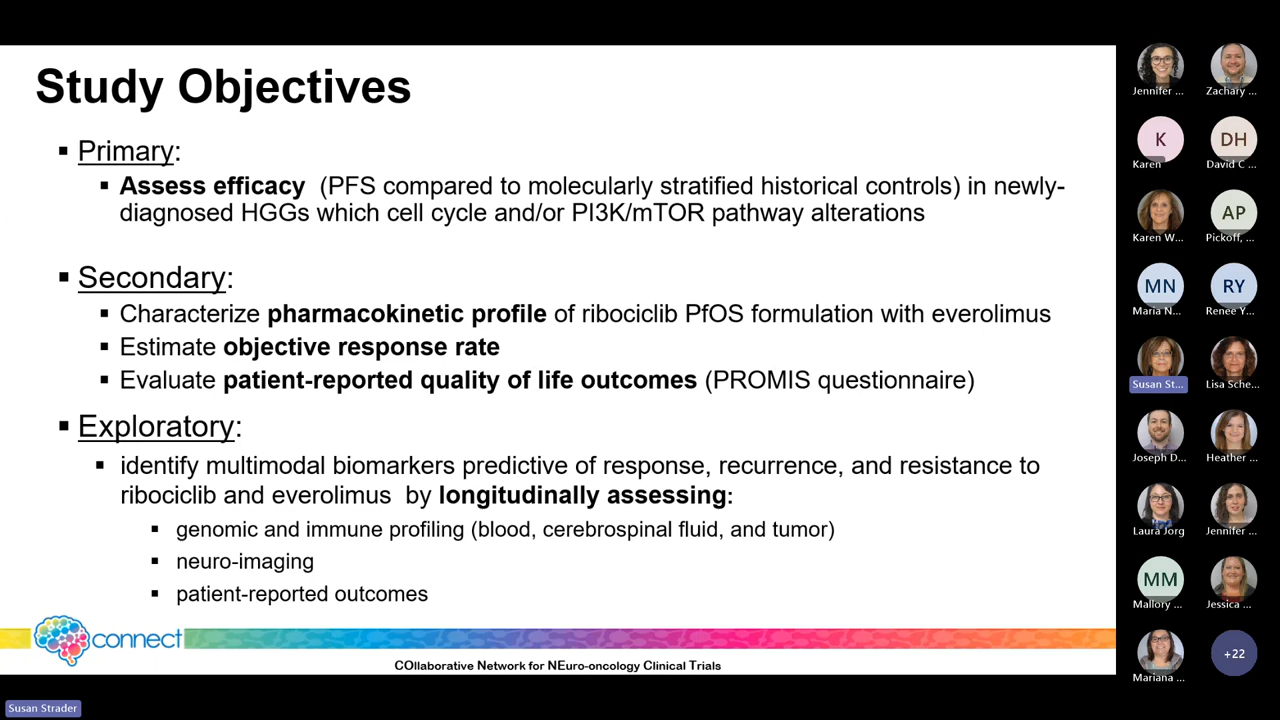 Study Objectives
Primary:
Assess efficacy (PFS compared to molecularly stratified historical controls) in newly-
diagnosed HGGs which cell cycle and/or PI3K/mTOR pathway alterations
Secondary:
Characterize pharmacokinetic profile of ribociclib PfOS formulation with everolimus
Estimate objective response rate
Evaluate patient-reported quality of life outcomes (PROMIS questionnaire)
Exploratory:
identify multimodal biomarkers predictive of response, recurrence, and resistance to
ribociclib and everolimus by longitudinally assessing:
genomic and immune profiling (blood, cerebrospinal fluid, and tumor)
neuro-imaging
patient-reported outcomes
connect
COllaborative Network for NEuro-oncology Clinical Trials
Susan Strader
Jennifer ...
Zachary ...
K
Karen
DH
David C ...
Karen W...
AP
Pickoff, ...
MN
Maria N...
RY
Renee Y...
Susan St...
Lisa Sche...
Joseph D...
Heather ...
Laura Jorg
Jennifer ...
MM
Mallory ...
Jessica ...
Mariana ...
+22